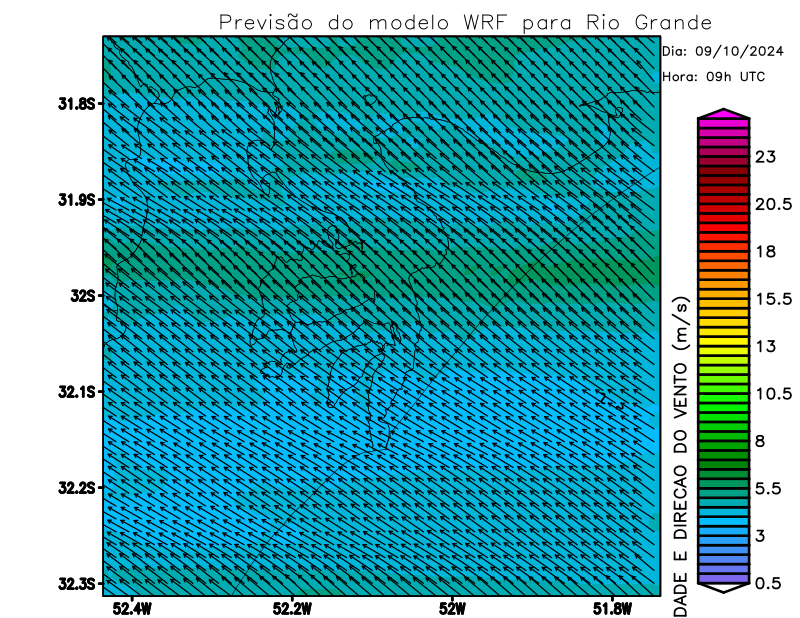 Previsão do modelo WRF para Rio Grande
Dia: 09/10/2024
Hora: 09h UTC
31.8S
31.9S
32S
32.1S
32.2S
32.3S
52.4W
52.2W
52W
51.8W
DADE E DIRECAO DO VENTO (m/s)
23
20.5
18
15.5
13
10.5
8
5.5
3
0.5